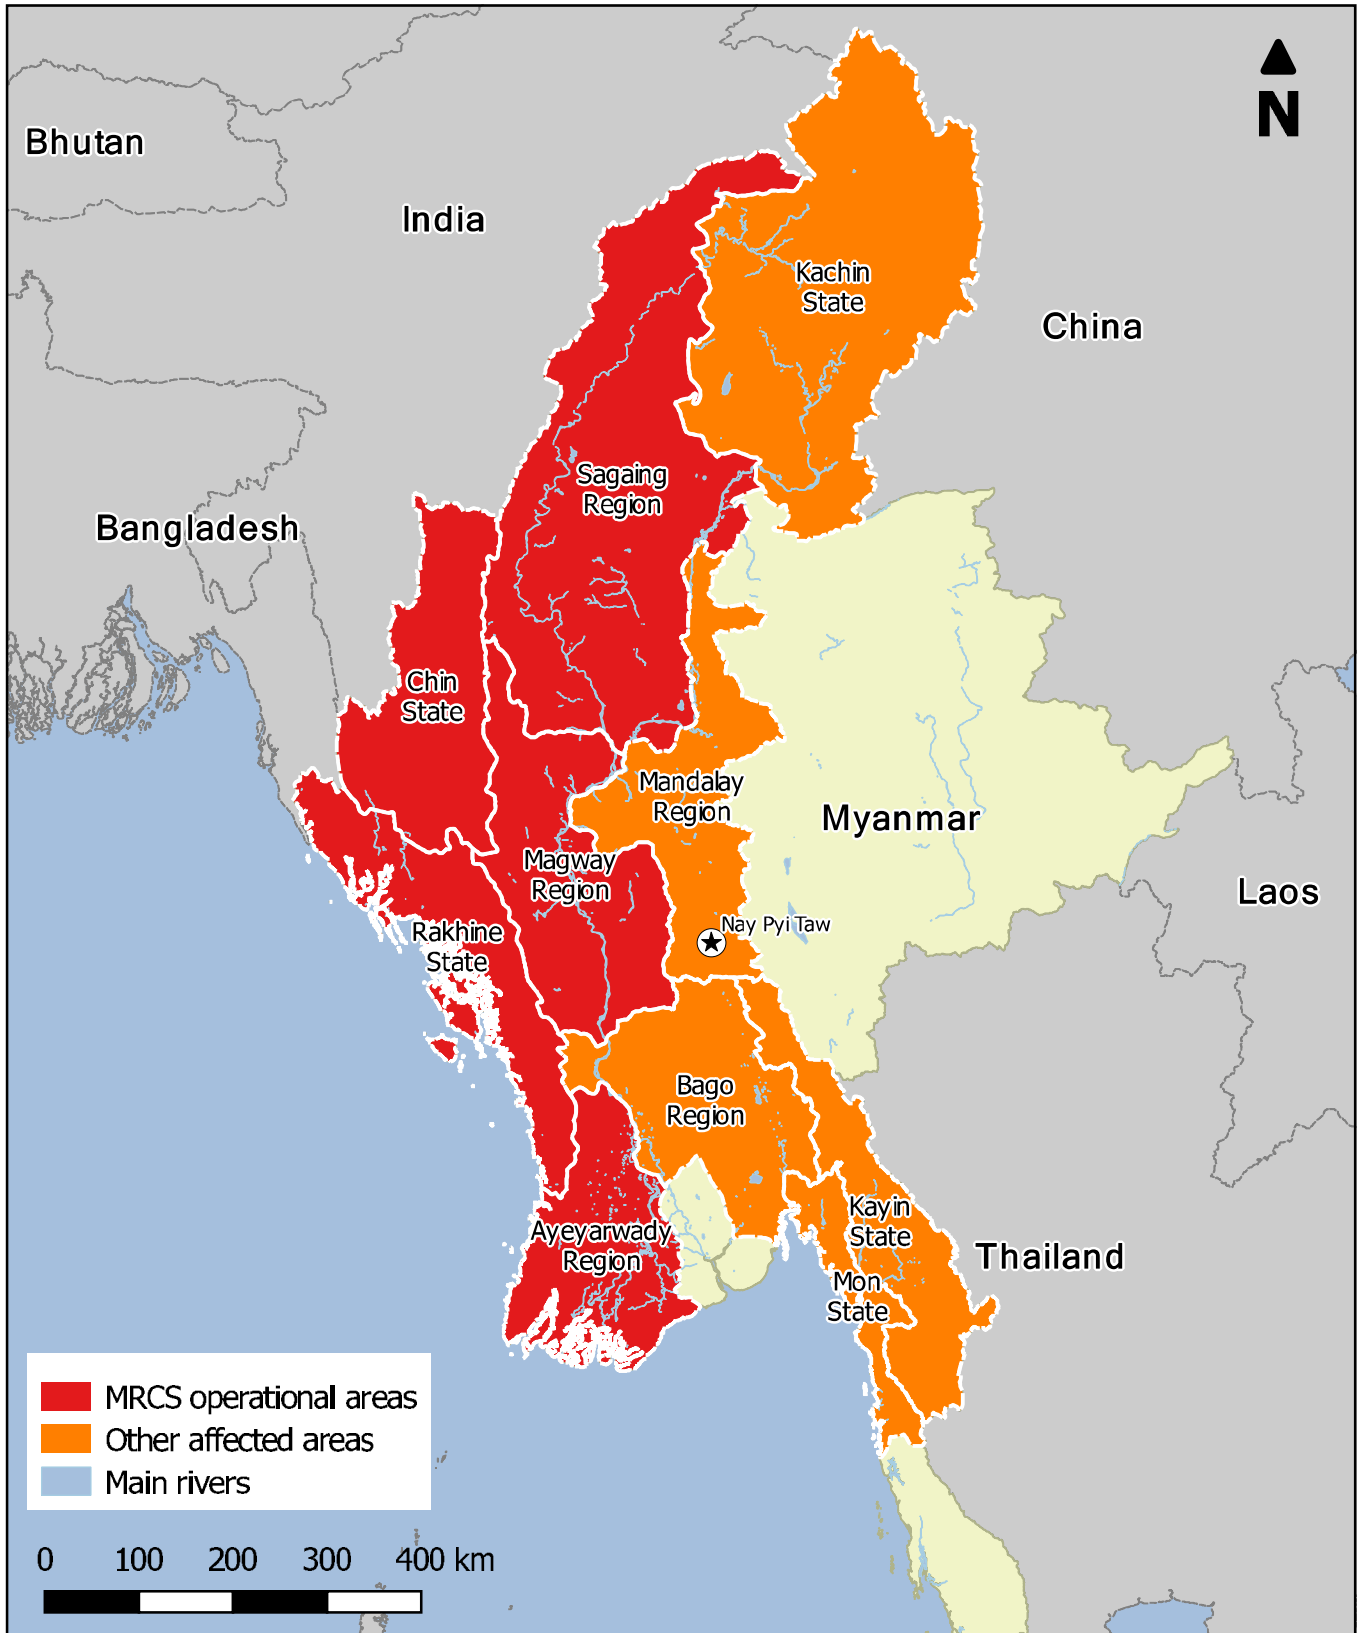 N
Bhutan
India
Kachin
State
China
Sagaing
Region
Bangladesh
Chin
State
Mandalay
Region
Myanmar
Magway
Region
Laos
Nay Pyi Taw
Rakhine
State
Bago
Region
Kayin
State
Ayeyarwady
Region
Thailand
Mon
State
MRCS operational areas
Other affected areas
Main rivers
0 100 200 300 400 km